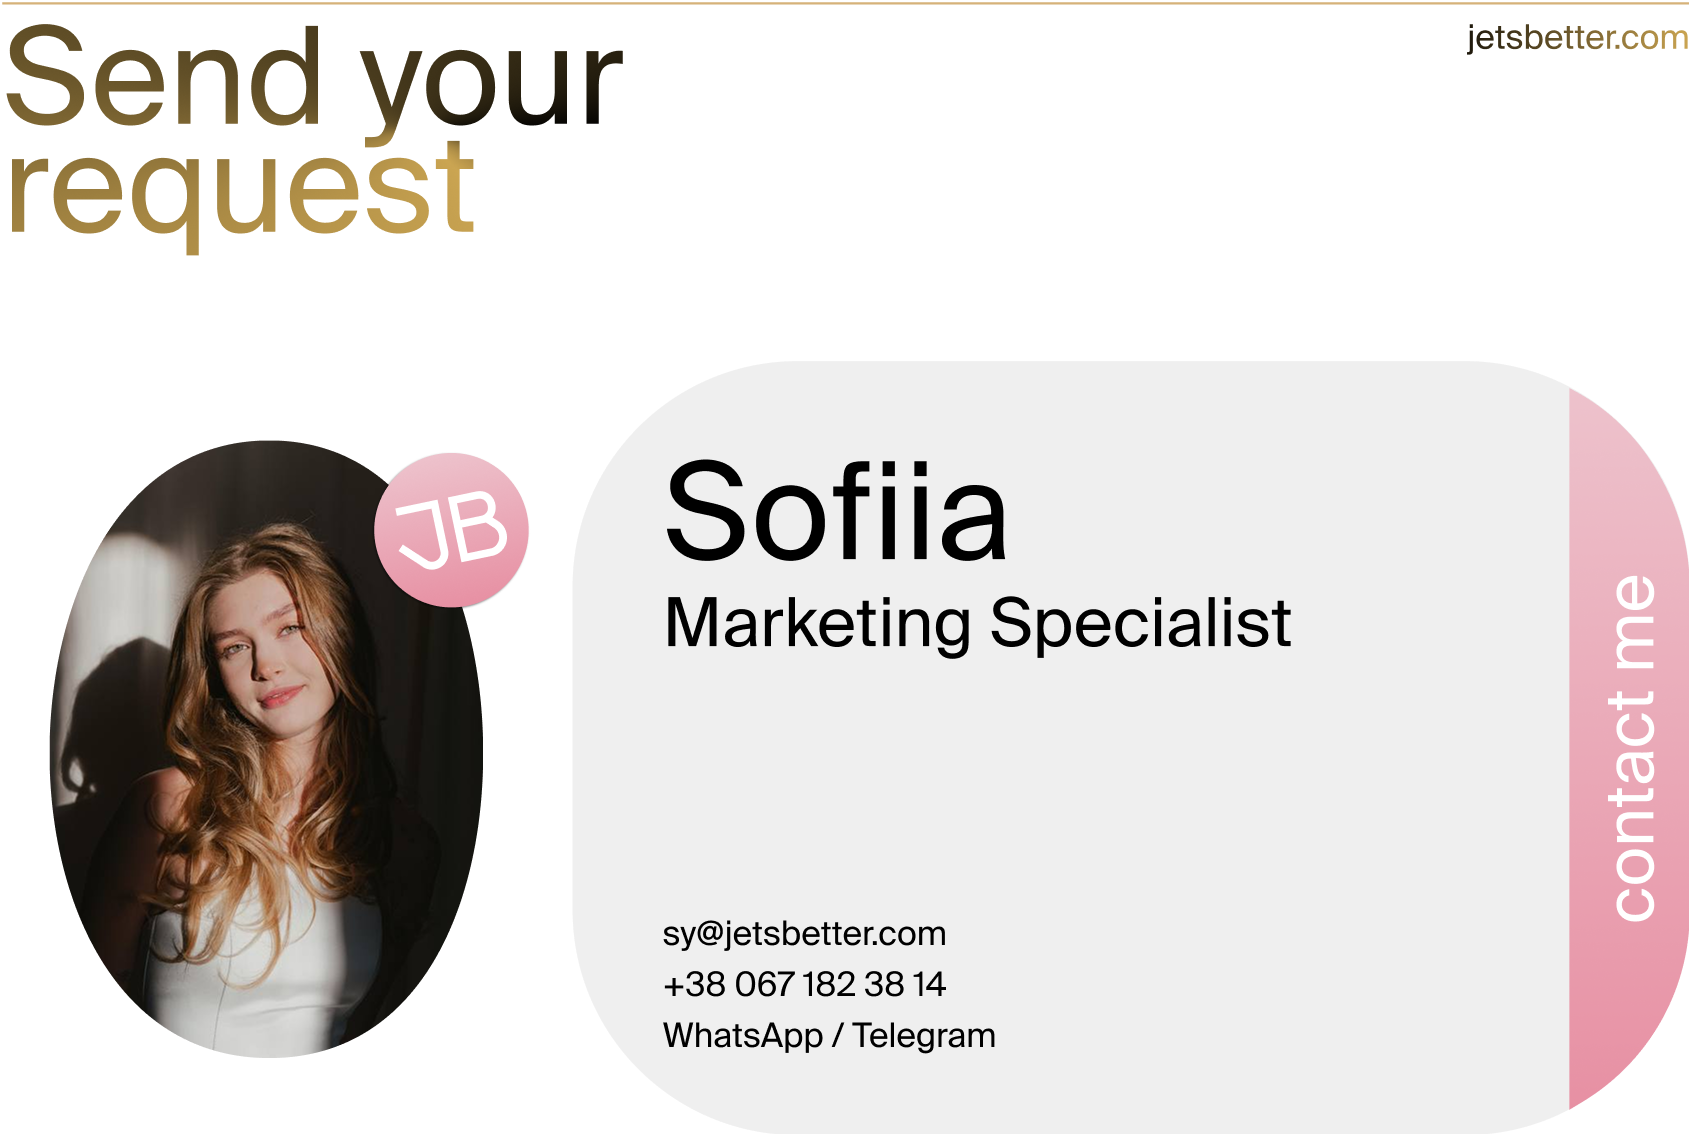 jetsbetter.com
Send your
request
JB
Sofiia
Marketing Specialist
sy@jetsbetter.com
+38 067 182 38 14
WhatsApp / Telegram
contact me